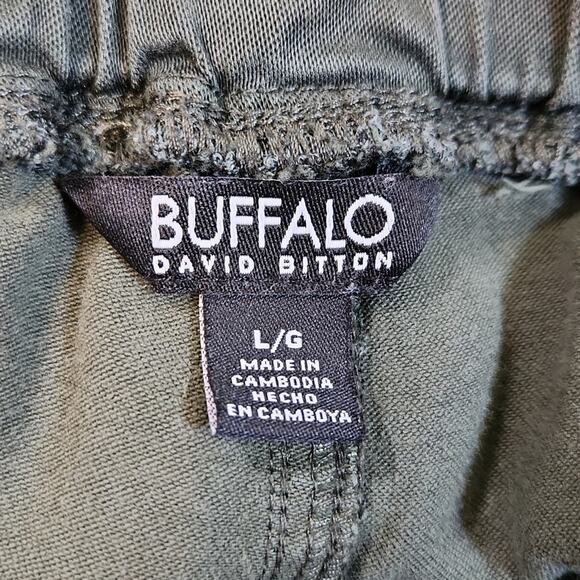 BUFFALO
DAVID BITTON
L/G
MADE IN
CAMBODIA
HECHO
EN CAMBOYA